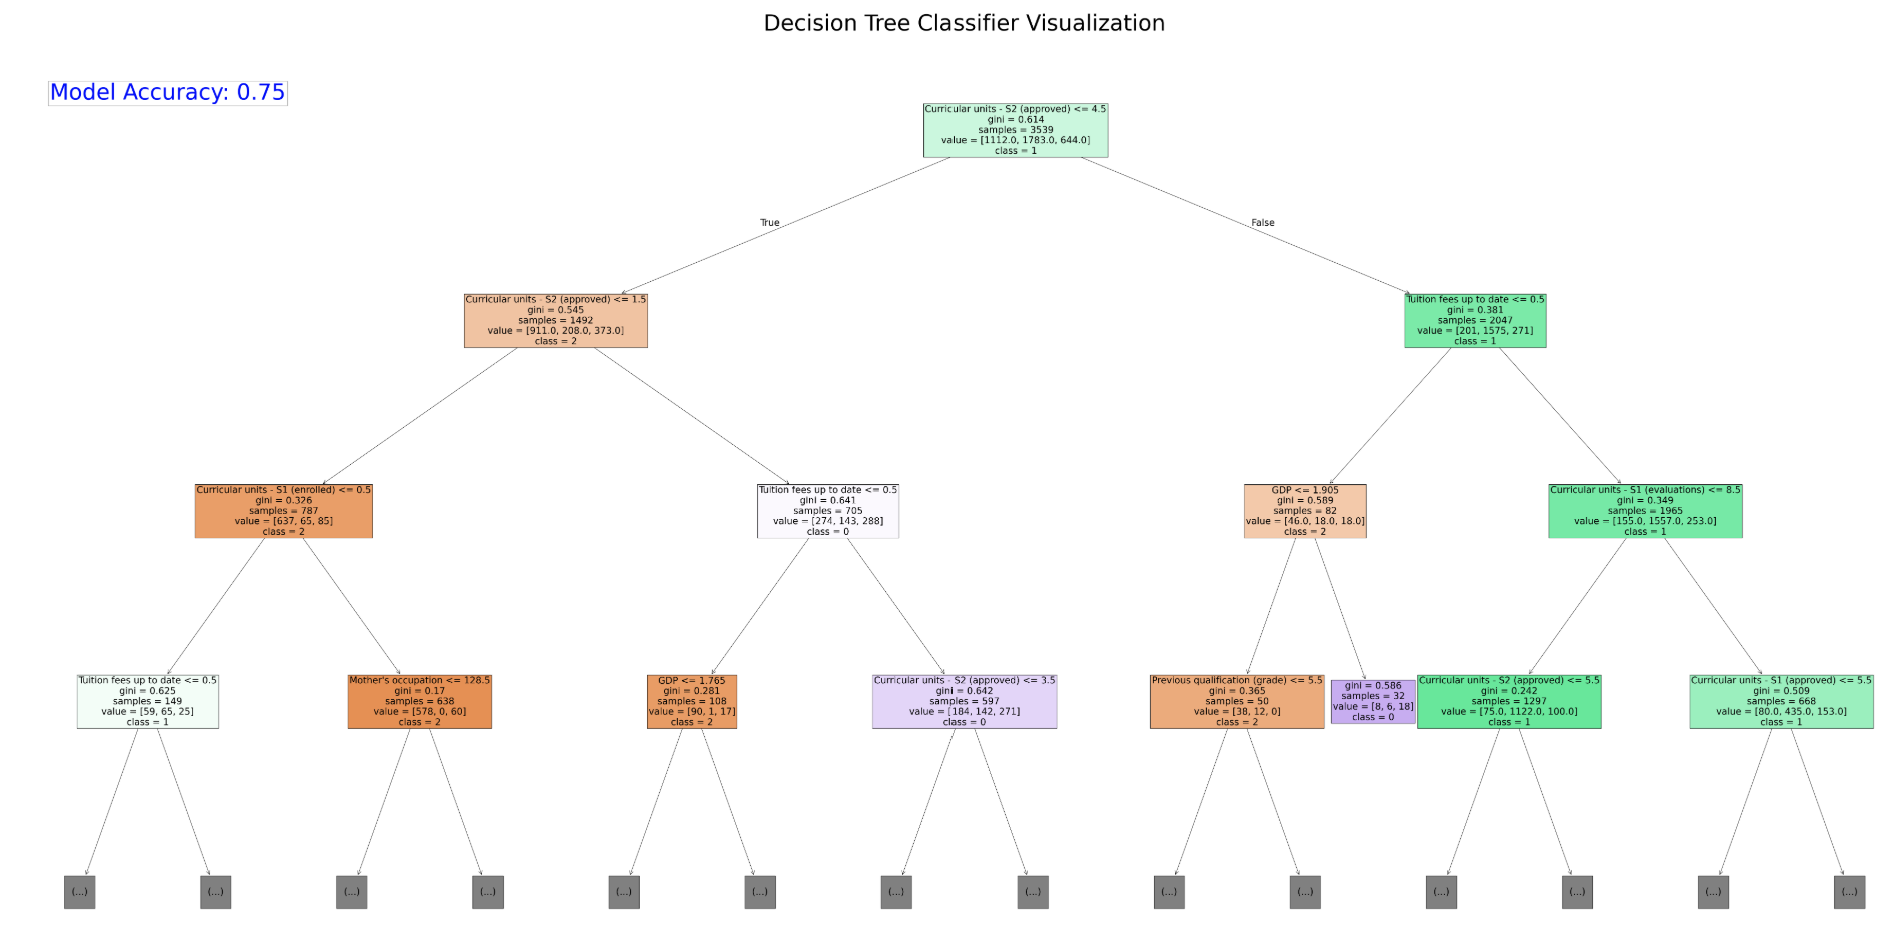 Decision Tree Classifier Visualization
Model Accuracy: 0.75
Curricular units - S2 (approved) <= 4.5
gini = 0.614
samples = 3539
value = [1112.0, 1783.0, 644.0]
class = 1
True
False
Curricular units - S2 (approved) <= 1.5
gini = 0.545
samples = 1492
value = [911.0, 208.0, 373.0]
class = 2
Tuition fees up to date <= 0.5
gini = 0.381
samples = 2047
value = [201, 1575, 271]
class = 1
Curricular units - S1 (enrolled) <= 0.5
gini = 0.326
samples = 787
value = [637, 65, 85]
class = 2
Tuition fees up to date <= 0.5
gini = 0.641
samples = 705
value = [274, 143, 288]
class = 0
GDP <= 1.905
gini = 0.589
samples = 82
value = [46.0, 18.0, 18.0]
class = 2
Curricular units - S1 (evaluations) <= 8.5
gini = 0.349
samples = 1965
value = [155.0, 1557.0, 253.0]
class = 1
Tuition fees up to date <= 0.5
gini = 0.625
samples = 149
value = [59, 65, 25]
class = 1
Mother's occupation <= 128.5
gini = 0.17
samples = 638
value = [578, 0, 60]
class = 2
GDP <= 1.765
gini = 0.281
samples = 108
value = [90, 1, 17]
class = 2
Curricular units - S2 (approved) <= 3.5
gini = 0.642
samples = 597
value = [184, 142, 271]
class = 0
Previous qualification (grade) <= 5.5
gini = 0.365
samples = 50
value = [38, 12, 0]
class = 2
gini = 0.586
samples = 32
value = [8, 6, 18]
class = 0
Curricular units - S2 (approved) <= 5.5
gini = 0.242
samples = 1297
value = [75.0, 1122.0, 100.0]
class = 1
Curricular units - S1 (approved) <= 5.5
gini = 0.509
samples = 668
value = [80.0, 435.0, 153.0]
class = 1
(...)
(...)
(...)
(...)
(...)
(...)
(...)
(...)
(...)
(...)
(...)
(...)
(...)
(...)